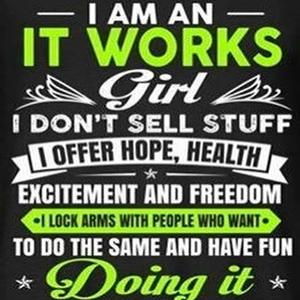 I AM AN
IT WORKS
Girl
I DON'T SELL STUFF
I OFFER HOPE, HEALTH
EXCITEMENT AND FREEDOM
•I LOCK ARMS WITH PEOPLE WHO WANT•
TO DO THE SAME AND HAVE FUN
Doing it